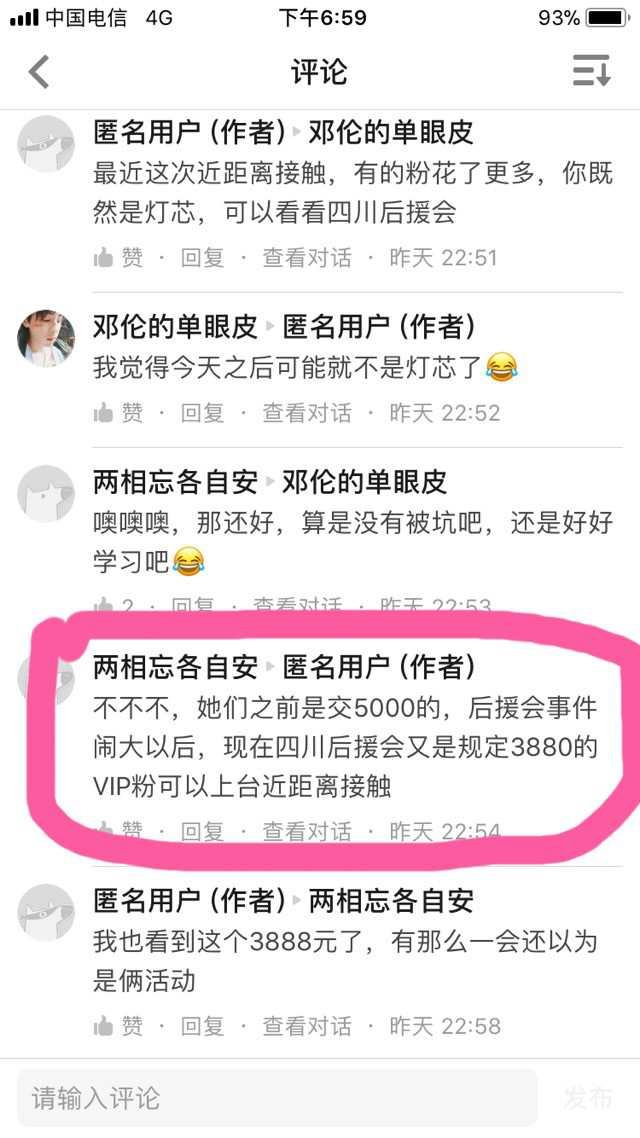 中国电信 4G 下午6:59 93%
评论
匿名用户 (作者) 邓伦的单眼皮
最近这次近距离接触，有的粉花了更多，你既
然是灯芯，可以看看四川后援会
赞 · 回复 · 查看对话 · 昨天 22:51
邓伦的单眼皮 匿名用户 (作者)
我觉得今天之后可能就不是灯芯了😂
赞 · 回复 · 查看对话 · 昨天 22:52
两相忘各自安 邓伦的单眼皮
噢噢噢，那还好，算是没有被坑吧，还是好好
学习吧😂
2 · 回复 · 查看对话 · 昨天 22:53
两相忘各自安 匿名用户 (作者)
不不不，她们之前是交5000的，后援会事件
闹大以后，现在四川后援会又是规定3880的
VIP粉可以上台近距离接触
赞 · 回复 · 查看对话 · 昨天 22:54
匿名用户 (作者) 两相忘各自安
我也看到这个3888元了，有那么一会还以为
是俩活动
赞 · 回复 · 查看对话 · 昨天 22:58
请输入评论 发布